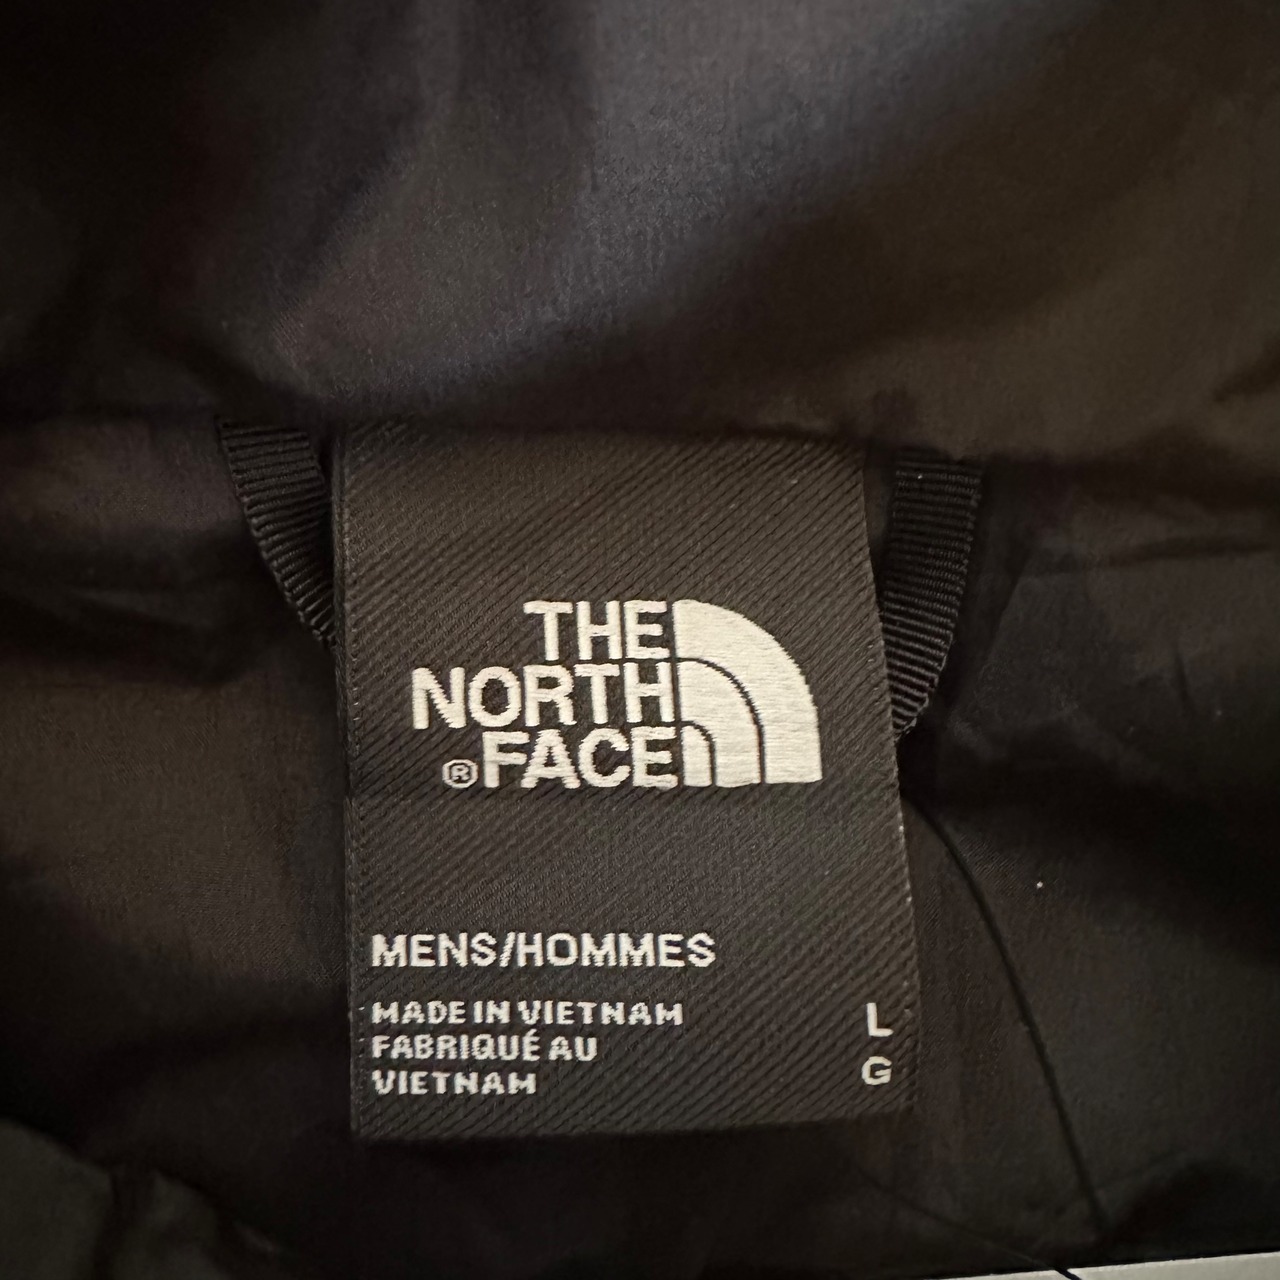 THE
NORTH
®FACE
MENS/HOMMES
MADE IN VIETNAM L
FABRIQUÉ AU
VIETNAM G